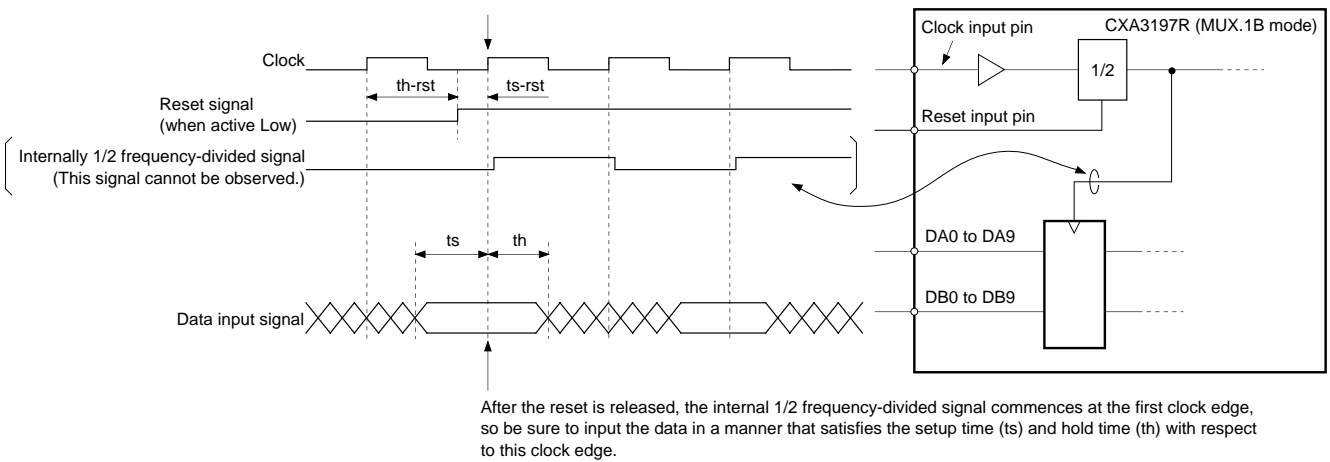 Clock
th-rst
ts-rst
Reset signal
(when active Low)
Internally 1/2 frequency-divided signal
(This signal cannot be observed.)
ts
th
Data input signal
Clock input pin
CXA3197R (MUX.1B mode)
1/2
Reset input pin
DA0 to DA9
DB0 to DB9
After the reset is released, the internal 1/2 frequency-divided signal commences at the first clock edge,
so be sure to input the data in a manner that satisfies the setup time (ts) and hold time (th) with respect
to this clock edge.